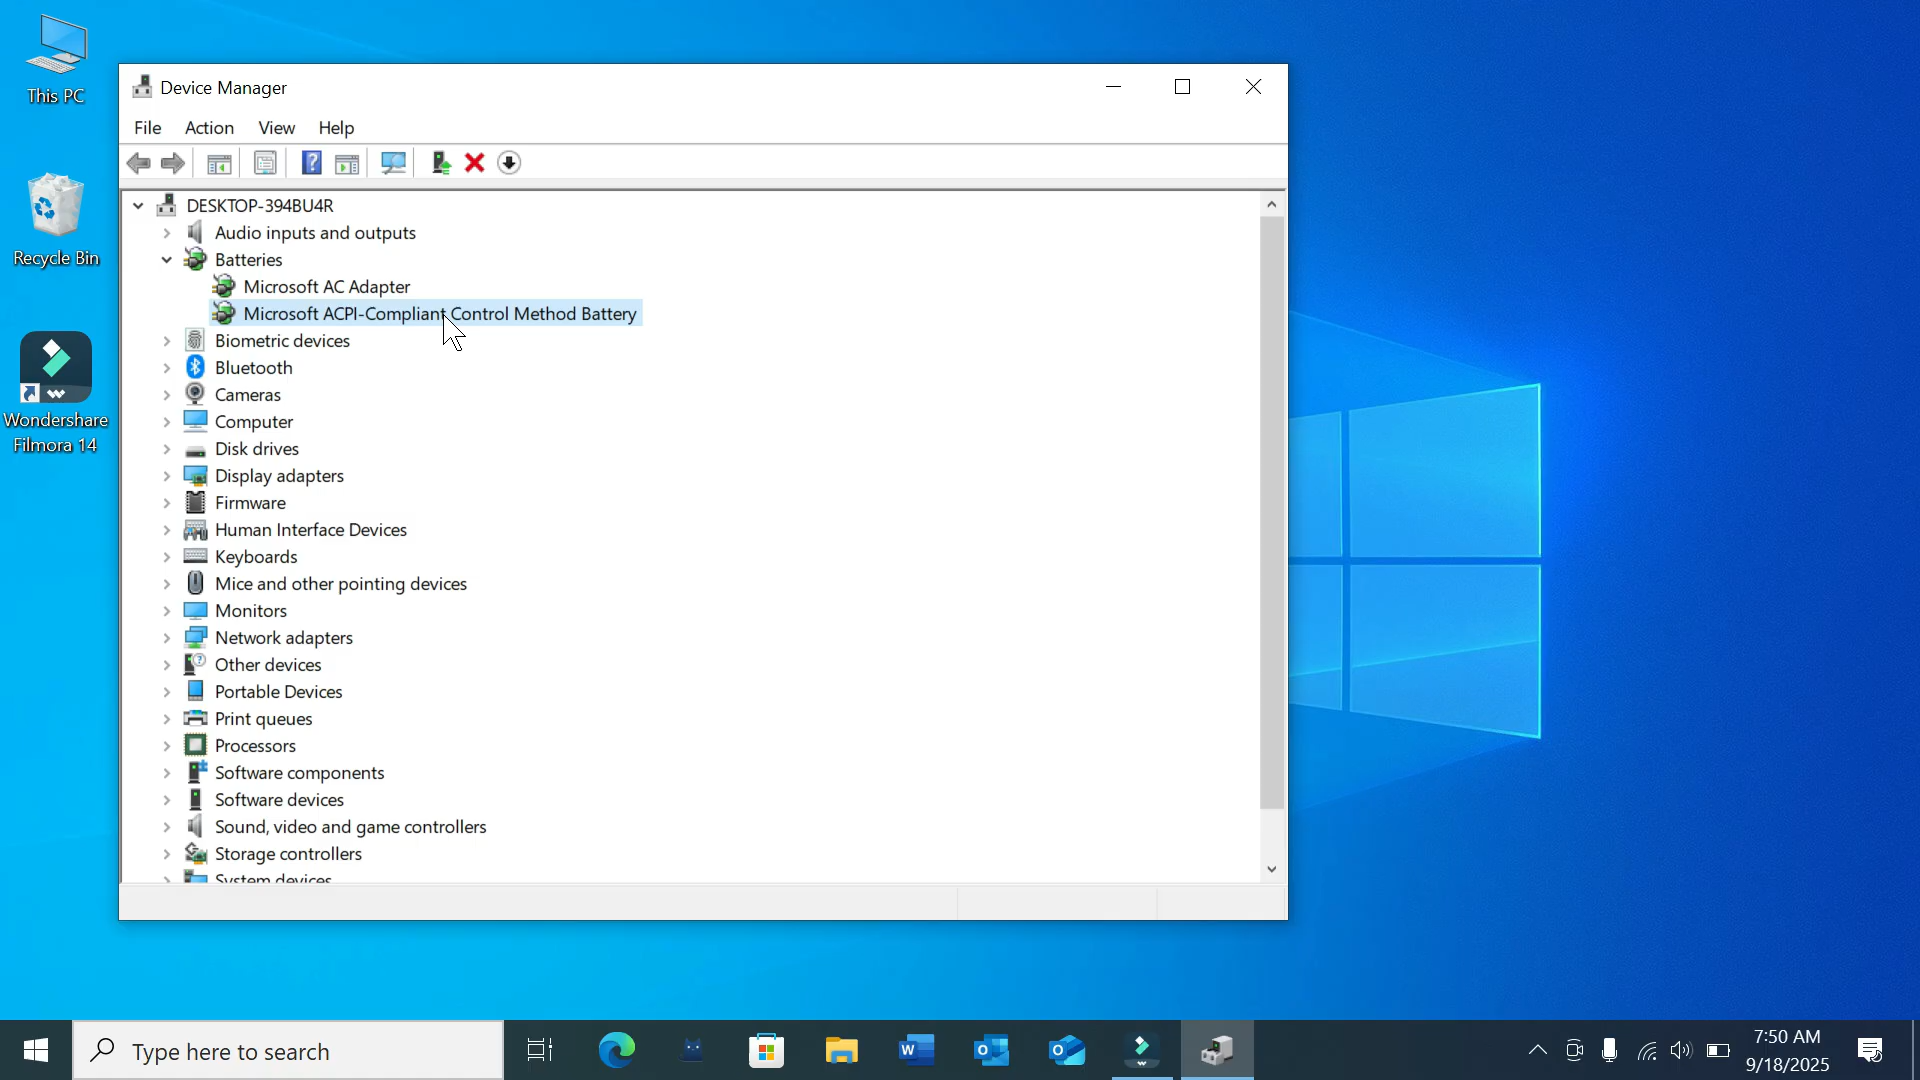 This PC
Recycle Bin
Wondershare
Filmora 14
Device Manager
File Action View Help
DESKTOP-394BU4R
Audio inputs and outputs
Batteries
Microsoft AC Adapter
Microsoft ACPI-Compliant Control Method Battery
Biometric devices
Bluetooth
Cameras
Computer
Disk drives
Display adapters
Firmware
Human Interface Devices
Keyboards
Mice and other pointing devices
Monitors
Network adapters
Other devices
Portable Devices
Print queues
Processors
Software components
Software devices
Sound, video and game controllers
Storage controllers
System devices
Type here to search
7:50 AM
9/18/2025